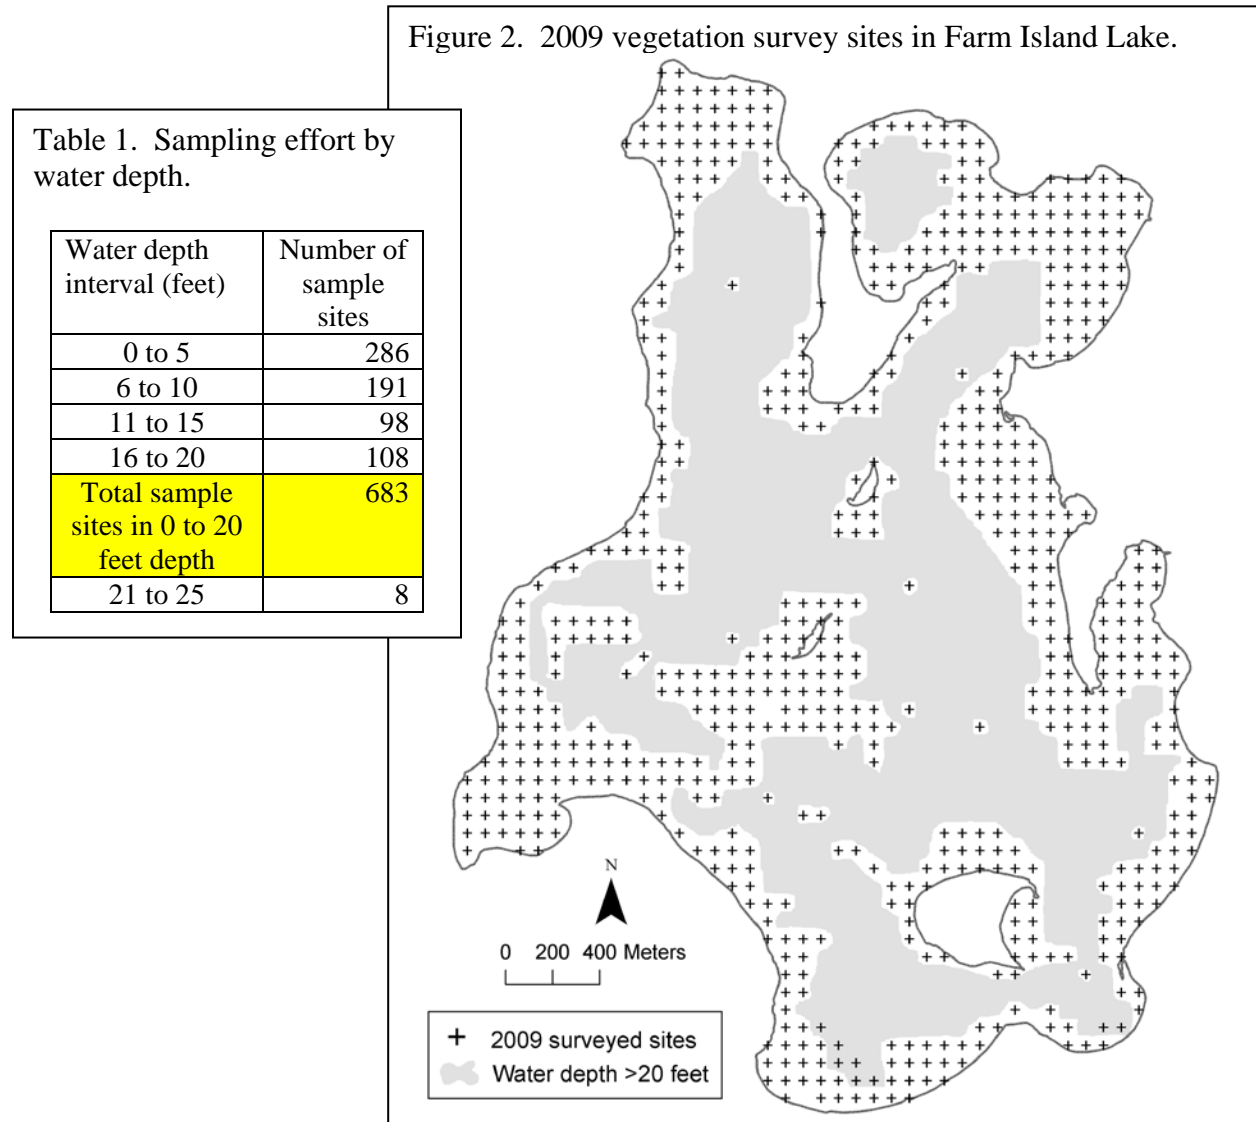 Figure 2.  2009 vegetation survey sites in Farm Island Lake.
Table 1.  Sampling effort by
water depth.
Water depth
interval (feet)
Number of
sample
sites
0 to 5 286
6 to 10 191
11 to 15 98
16 to 20 108
Total sample
sites in 0 to 20
feet depth
683
21 to 25 8
N
0 200 400 Meters
2009 surveyed sites
Water depth >20 feet